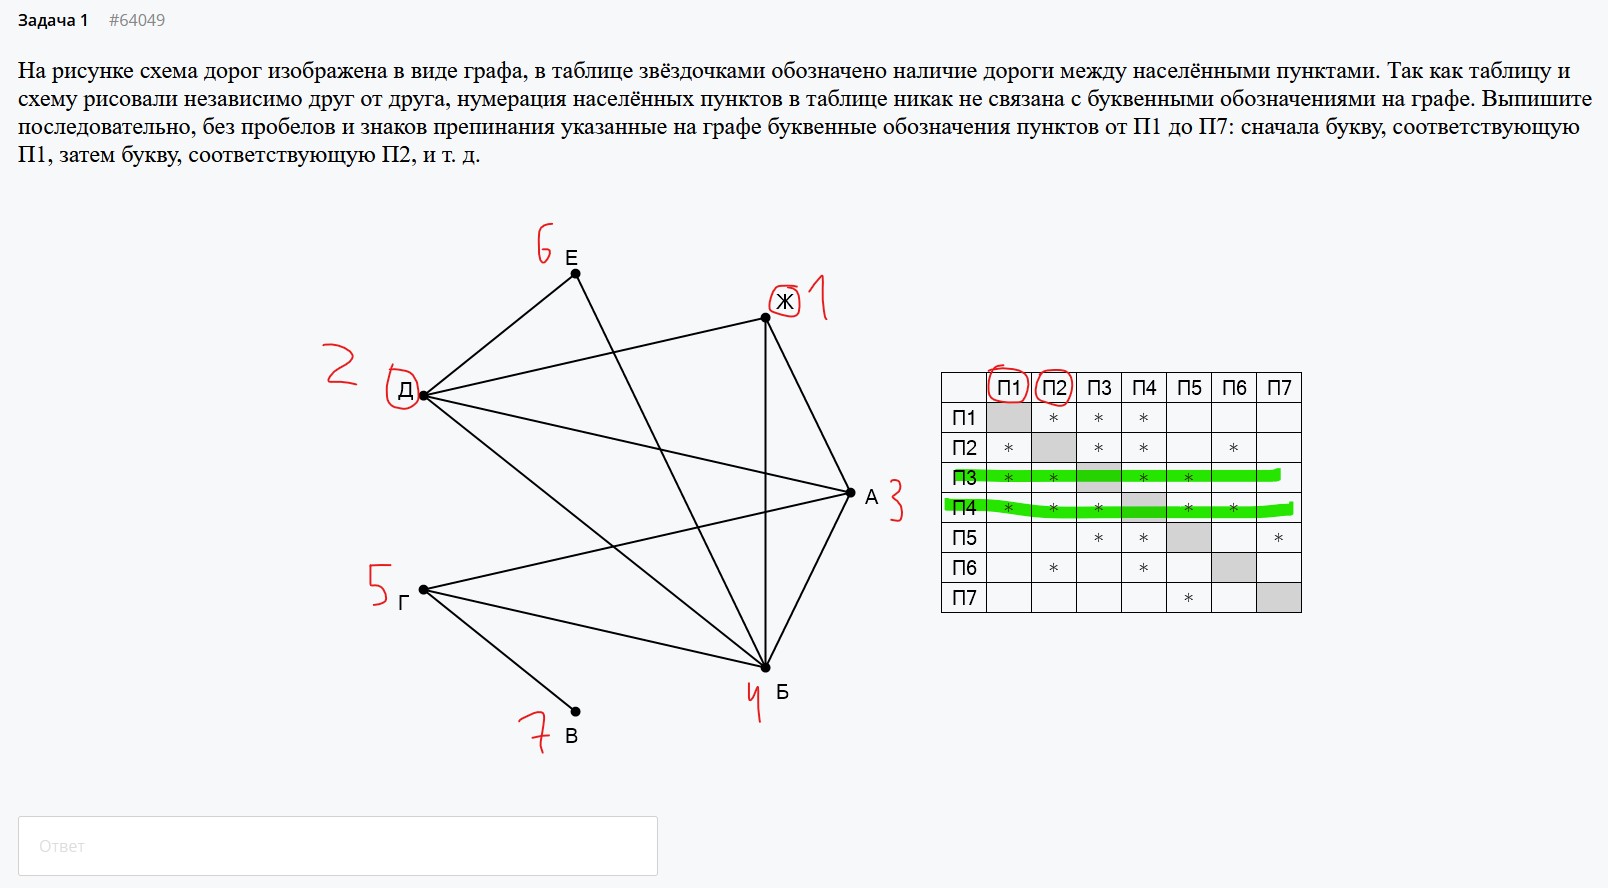 Задача 1 #64049
На рисунке схема дорог изображена в виде графа, в таблице звёздочками обозначено наличие дороги между населёнными пунктами. Так как таблицу и
схему рисовали независимо друг от друга, нумерация населённых пунктов в таблице никак не связана с буквенными обозначениями на графе. Выпишите
последовательно, без пробелов и знаков препинания указанные на графе буквенные обозначения пунктов от П1 до П7: сначала букву, соответствующую
П1, затем букву, соответствующую П2, и т. д.
6 Е
Ж 1
2 Д
А 3
5 Г
4 Б
7 В
П1 П2 П3 П4 П5 П6 П7
П1 * * *
П2 * * * *
П3 * * * *
П4 * * * * *
П5 * * *
П6 * *
П7 *
Ответ